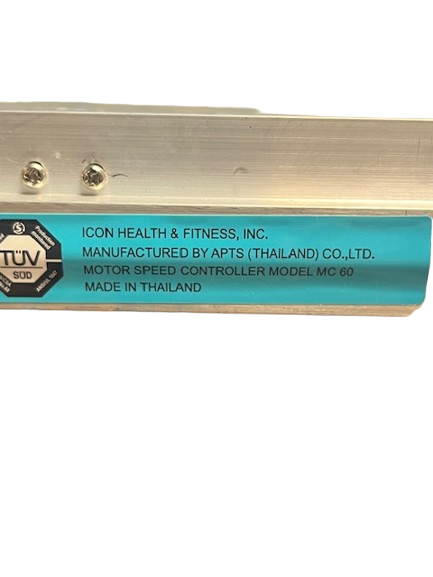 TÜV
SÜD
ICON HEALTH & FITNESS, INC.
MANUFACTURED BY APTS (THAILAND) CO.,LTD.
MOTOR SPEED CONTROLLER MODEL MC 60
MADE IN THAILAND